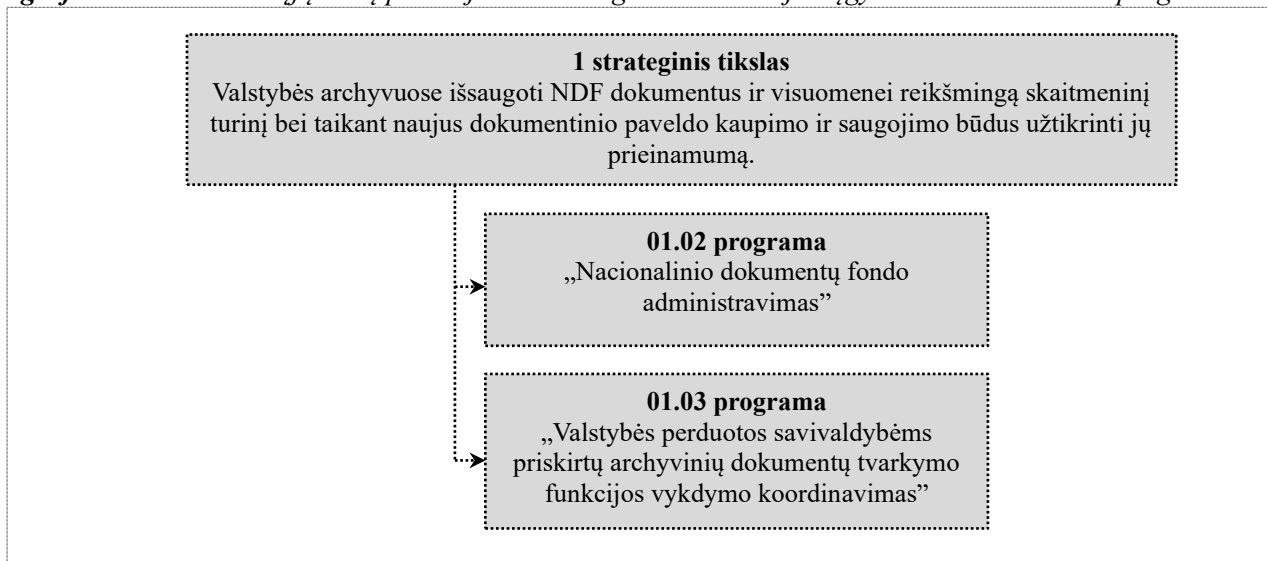 1 strateginis tikslas
Valstybės archyvuose išsaugoti NDF dokumentus ir visuomenei reikšmingą skaitmeninį
turinį bei taikant naujus dokumentinio paveldo kaupimo ir saugojimo būdus užtikrinti jų
prieinamumą.
01.02 programa
„Nacionalinio dokumentų fondo
administravimas”
01.03 programa
„Valstybės perduotos savivaldybėms
priskirtų archyvinių dokumentų tvarkymo
funkcijos vykdymo koordinavimas”